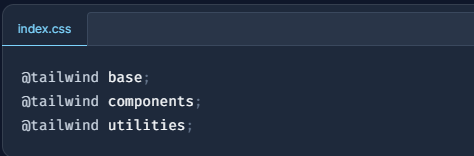 index.css
@tailwind base;
@tailwind components;
@tailwind utilities;